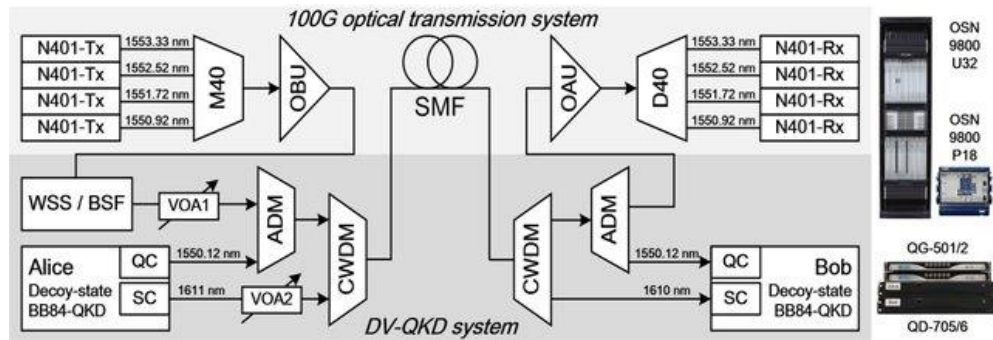 100G optical transmission system
N401-Tx
1553.33 nm
N401-Tx
1552.52 nm
N401-Tx
1551.72 nm
N401-Tx
1550.92 nm
M40
OBU
SMF
OAU
D40
1553.33 nm
N401-Rx
1552.52 nm
N401-Rx
1551.72 nm
N401-Rx
1550.92 nm
N401-Rx
WSS / BSF
VOA1
ADM
CWDM
Alice
Decoy-state
BB84-QKD
QC
1550.12 nm
SC
1611 nm
VOA2
DV-QKD system
CWDM
ADM
1550.12 nm
1610 nm
QC
SC
Bob
Decoy-state
BB84-QKD
OSN
9800
U32
OSN
9800
P18
QG-501/2
QD-705/6